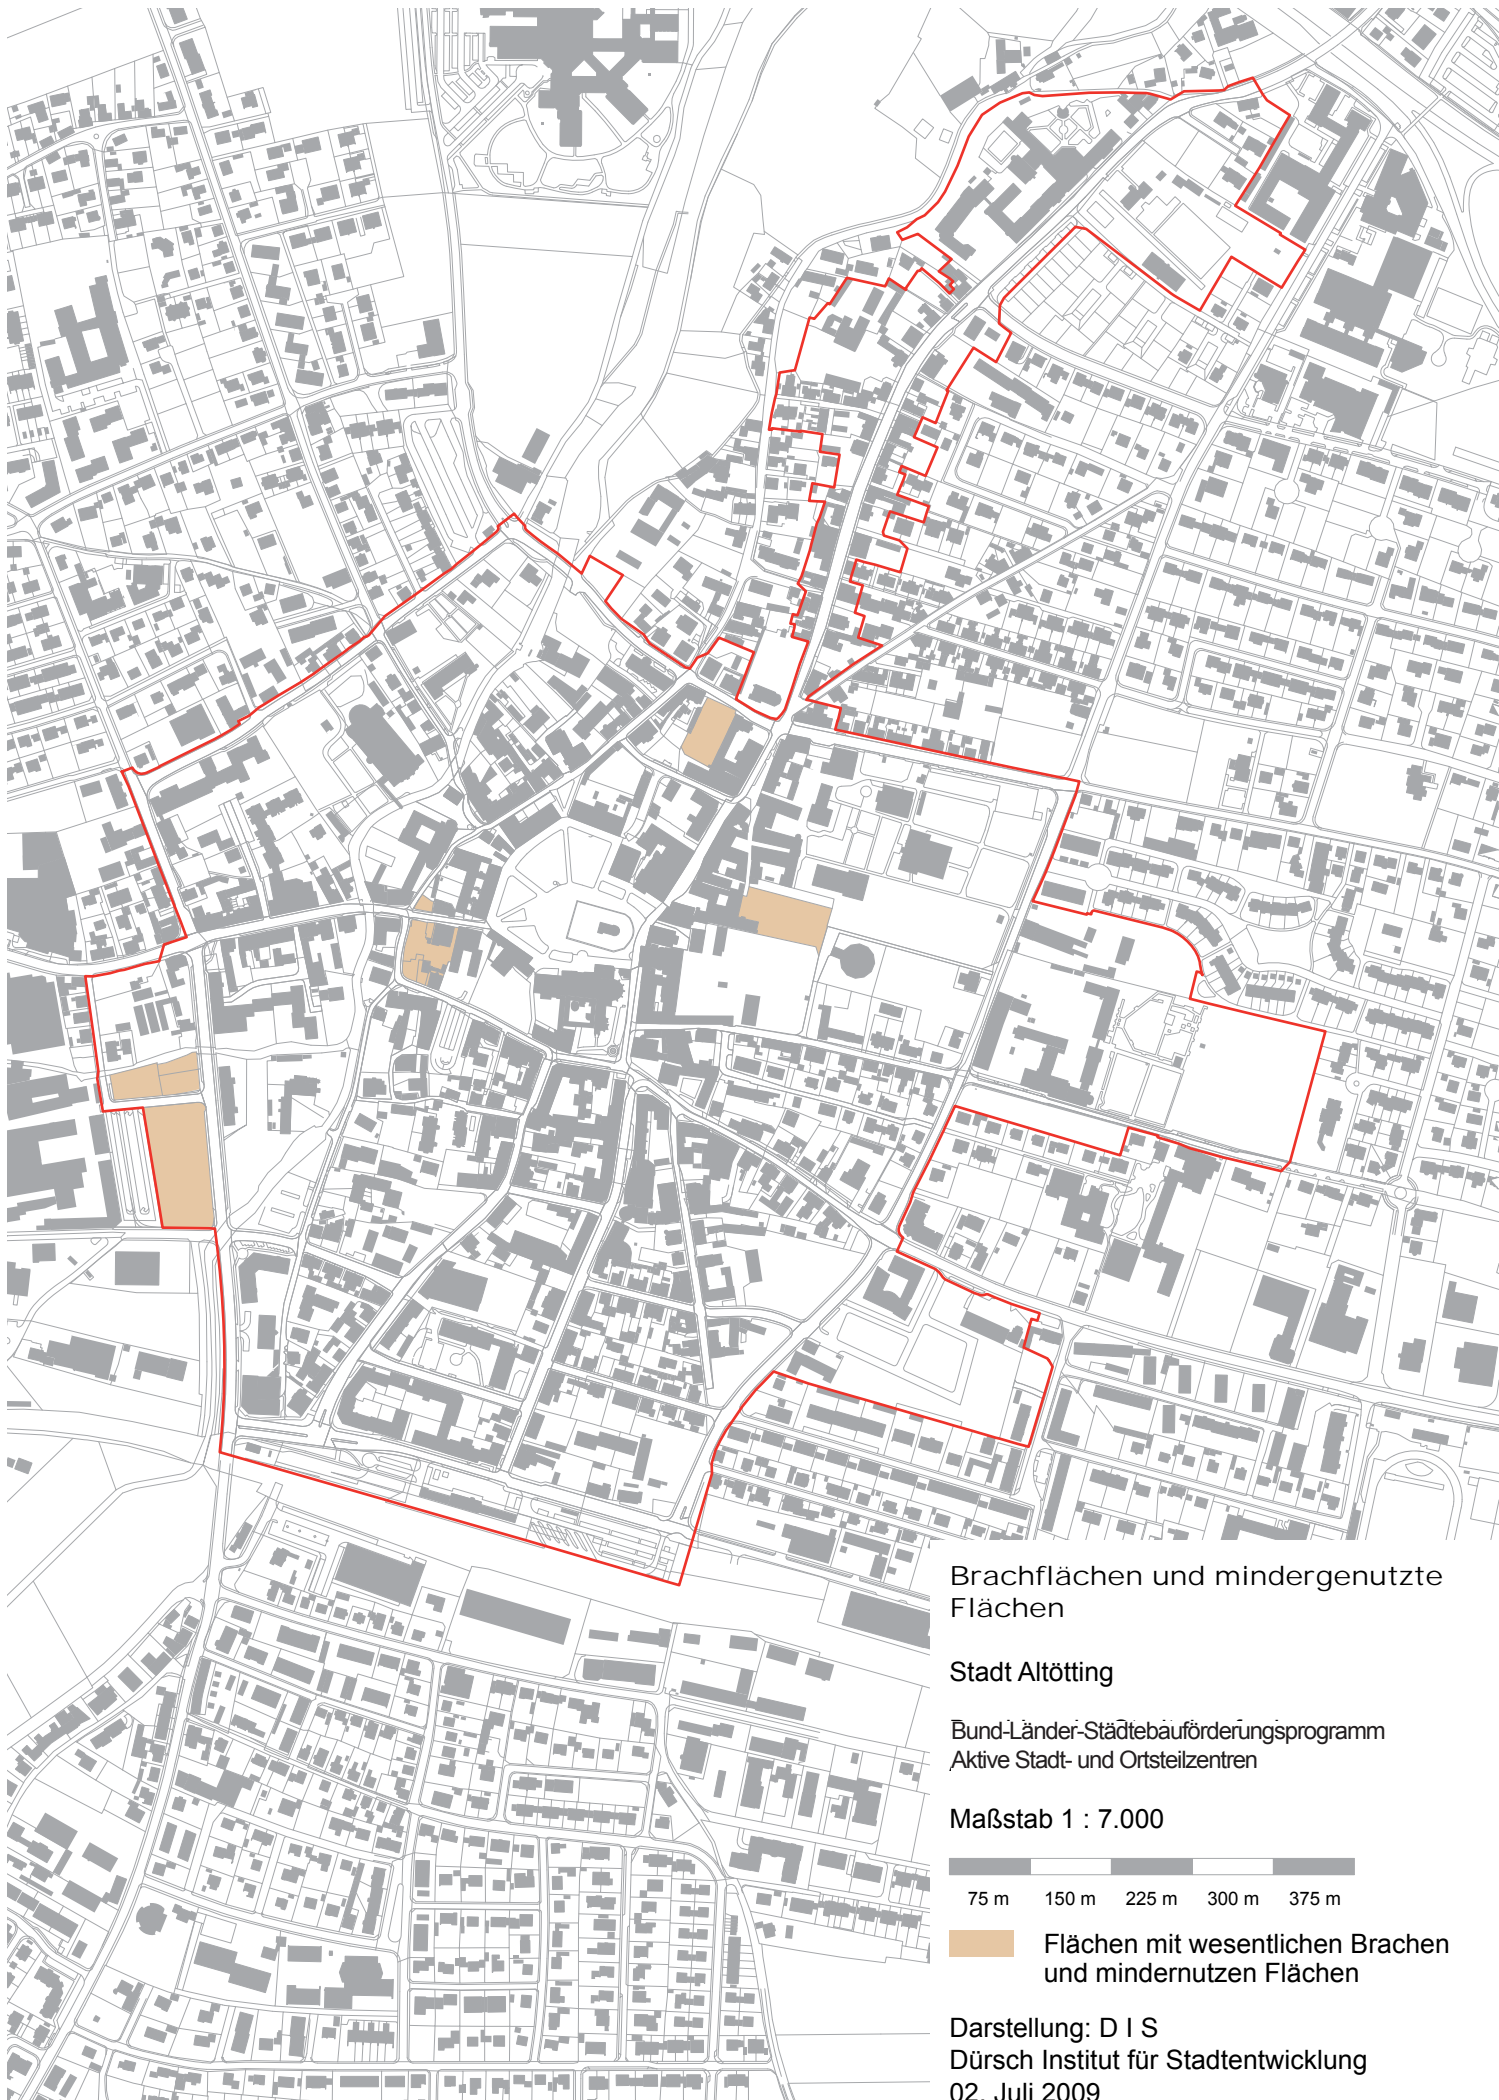 Brachflächen und mindergenutzte
Flächen
Stadt Altötting
Bund-Länder-Städtebauförderungsprogramm
Aktive Stadt- und Ortsteilzentren
Maßstab 1 : 7.000
75 m 150 m 225 m 300 m 375 m
Flächen mit wesentlichen Brachen
und mindernutzen Flächen
Darstellung: D I S
Dürsch Institut für Stadtentwicklung
02. Juli 2009